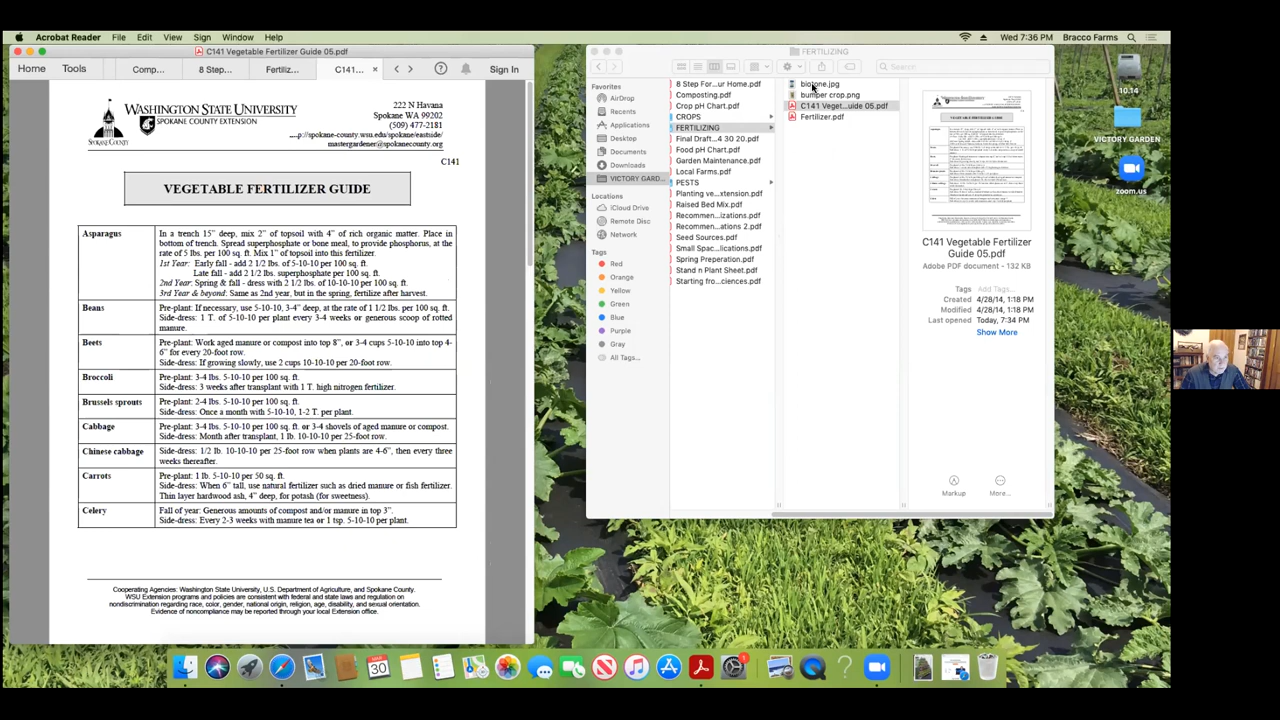 Acrobat Reader File Edit View Sign Window Help
Wed 7:36 PM Bracco Farms
C141 Vegetable Fertilizer Guide 05.pdf
Home Tools Comp... 8 Step... Fertiliz... C141... × Sign In
WASHINGTON STATE UNIVERSITY
SPOKANE COUNTY EXTENSION
SPOKANE COUNTY
222 N Havana
Spokane WA 99202
(509) 477-2181
....p://spokane-county.wsu.edu/spokane/eastside/
mastergardener@spokanecounty.org
C141
VEGETABLE FERTILIZER GUIDE
Asparagus
In a trench 15" deep, mix 2" of topsoil with 4" of rich organic matter. Place in
bottom of trench. Spread superphosphate or bone meal, to provide phosphorus, at the
rate of 5 lbs. per 100 sq. ft. Mix 1" of topsoil into this fertilizer.
1st Year: Early fall - add 2 1/2 lbs. of 5-10-10 per 100 sq. ft.
Late fall - add 2 1/2 lbs. superphosphate per 100 sq. ft.
2nd Year: Spring & fall - dress with 2 1/2 lbs. of 10-10-10 per 100 sq. ft.
3rd Year & beyond: Same as 2nd year, but in the spring, fertilize after harvest.
Beans
Pre-plant: If necessary, use 5-10-10, 3-4" deep, at the rate of 1 1/2 lbs. per 100 sq. ft.
Side-dress: 1 T. of 5-10-10 per plant every 3-4 weeks or generous scoop of rotted
manure.
Beets
Pre-plant: Work aged manure or compost into top 8", or 3-4 cups 5-10-10 into top 4-
6" for every 20-foot row.
Side-dress: If growing slowly, use 2 cups 10-10-10 per 20-foot row.
Broccoli
Pre-plant: 3-4 lbs. 5-10-10 per 100 sq. ft.
Side-dress: 3 weeks after transplant with 1 T. high nitrogen fertilizer.
Brussels sprouts
Pre-plant: 2-4 lbs. 5-10-10 per 100 sq. ft.
Side-dress: Once a month with 5-10-10, 1-2 T. per plant.
Cabbage
Pre-plant: 3-4 lbs. 5-10-10 per 100 sq. ft. or 3-4 shovels of aged manure or compost.
Side-dress: Month after transplant, 1 lb. 10-10-10 per 25-foot row.
Chinese cabbage
Side-dress: 1/2 lb. 10-10-10 per 25-foot row when plants are 4-6", then every three
weeks thereafter.
Carrots
Pre-plant: 1 lb. 5-10-10 per 50 sq. ft.
Side-dress: When 6" tall, use natural fertilizer such as dried manure or fish fertilizer.
Thin layer hardwood ash, 4" deep, for potash (for sweetness).
Celery
Fall of year: Generous amounts of compost and/or manure in top 3".
Side-dress: Every 2-3 weeks with manure tea or 1 tsp. 5-10-10 per plant.
Cooperating Agencies: Washington State University, U.S. Department of Agriculture, and Spokane County.
WSU Extension programs and policies are consistent with federal and state laws and regulations on
nondiscrimination regarding race, color, gender, national origin, religion, age, disability, and sexual orientation.
Evidence of noncompliance may be reported through your local Extension office.
FERTILIZING
Search
Favorites
AirDrop
Recents
Applications
Desktop
Documents
Downloads
VICTORY GARD...
Locations
iCloud Drive
Remote Disc
Network
Tags
Red
Orange
Yellow
Green
Blue
Purple
Gray
All Tags...
8 Step For...ur Home.pdf
Composting.pdf
Crop pH Chart.pdf
CROPS
FERTILIZING
Final Draft...4 30 20.pdf
Food pH Chart.pdf
Garden Maintenance.pdf
Local Farms.pdf
PESTS
Planting ve...xtension.pdf
Raised Bed Mix.pdf
Recommen...izations.pdf
Recommen...ations 2.pdf
Seed Sources.pdf
Small Spac...lications.pdf
Spring Preperation.pdf
Stand n Plant Sheet.pdf
Starting fro...ciences.pdf
biotone.jpg
bumper crop.png
C141 Veget...uide 05.pdf
Fertilizer.pdf
C141 Vegetable Fertilizer
Guide 05.pdf
Adobe PDF document - 132 KB
Tags Add Tags...
Created 4/28/14, 1:18 PM
Modified 4/28/14, 1:18 PM
Last opened Today, 7:34 PM
Show More
Markup More...
10.14
VICTORY GARDEN
zoom.us
30